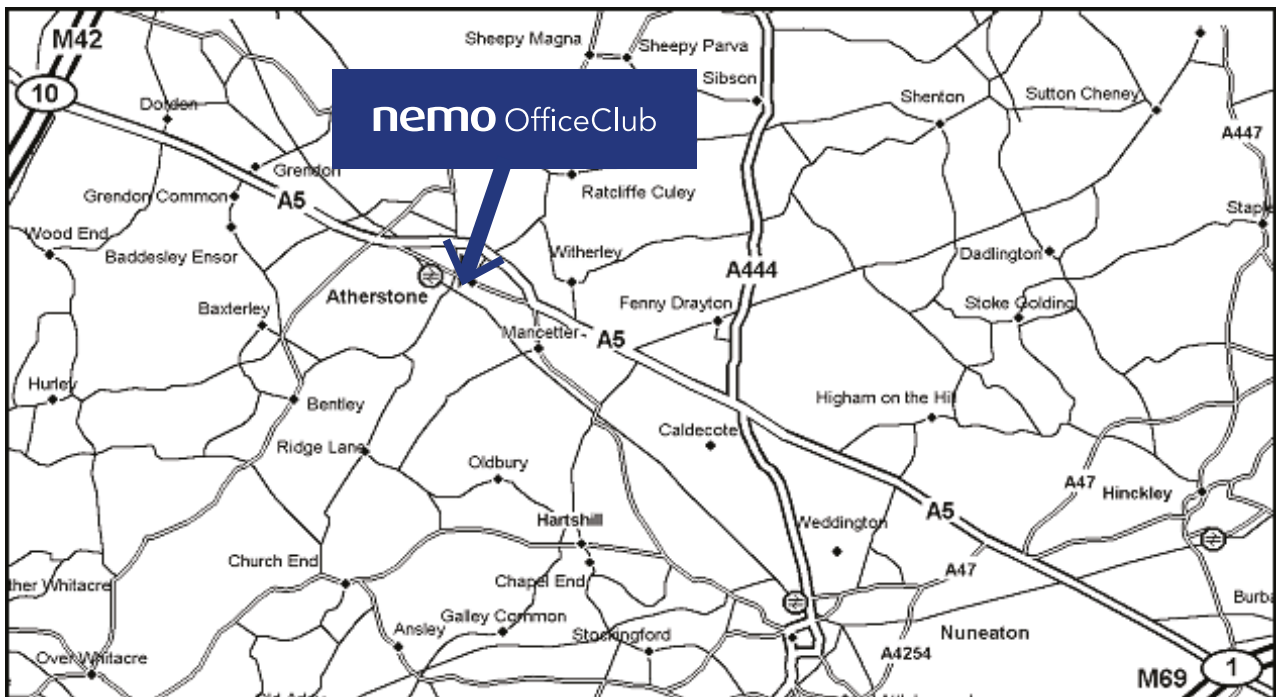 M42
10
Dordon
Grendon
Grendon Common
A5
Wood End
Baddesley Ensor
Sheepy Magna
Sheepy Parva
Sibson
nemo OfficeClub
Ratcliffe Culey
Witherley
Shenton
Sutton Cheney
A447
Staple
Dadlington
A444
Atherstone
Fenny Drayton
Stoke Golding
Baxterley
Mancetter
A5
Hurley
Bentley
Higham on the Hill
Caldecote
Ridge Lane
Oldbury
A47
Hinckley
Hartshill
Weddington
A5
Church End
Chapel End
A47
ther Whitacre
Galley Common
Burba
Ansley
Stockingford
Nuneaton
A4254
Over Whitacre
M69
1